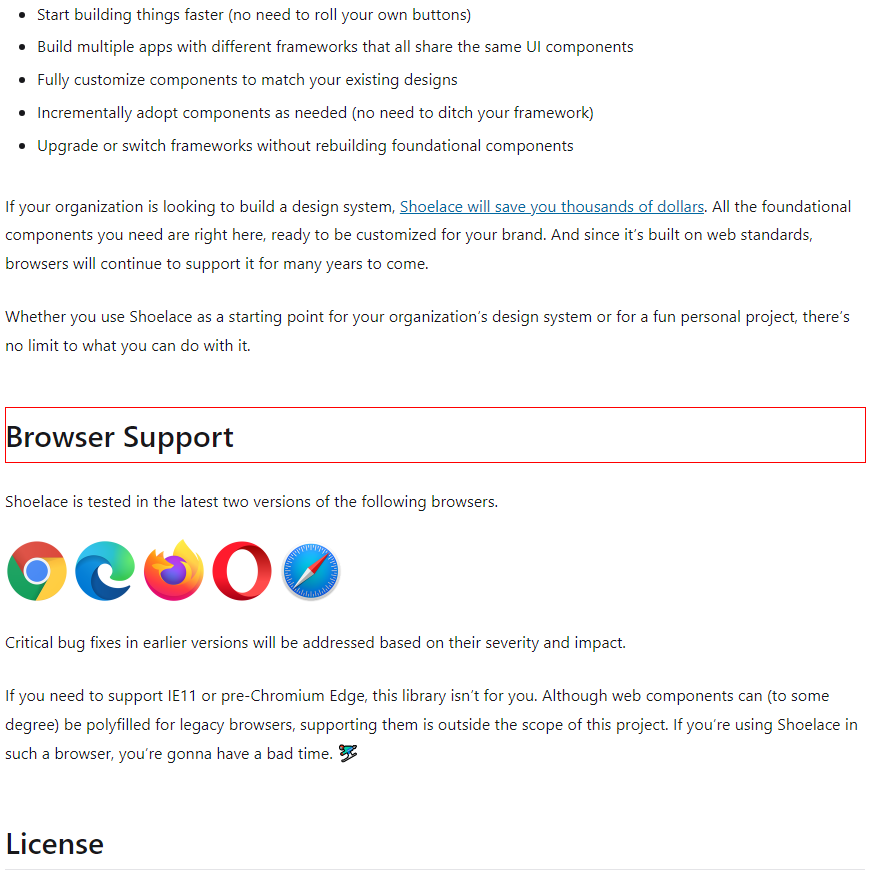 Start building things faster (no need to roll your own buttons)
Build multiple apps with different frameworks that all share the same UI components
Fully customize components to match your existing designs
Incrementally adopt components as needed (no need to ditch your framework)
Upgrade or switch frameworks without rebuilding foundational components
If your organization is looking to build a design system, Shoelace will save you thousands of dollars. All the foundational
components you need are right here, ready to be customized for your brand. And since it’s built on web standards,
browsers will continue to support it for many years to come.
Whether you use Shoelace as a starting point for your organization’s design system or for a fun personal project, there’s
no limit to what you can do with it.
Browser Support
Shoelace is tested in the latest two versions of the following browsers.
Critical bug fixes in earlier versions will be addressed based on their severity and impact.
If you need to support IE11 or pre-Chromium Edge, this library isn’t for you. Although web components can (to some
degree) be polyfilled for legacy browsers, supporting them is outside the scope of this project. If you’re using Shoelace in
such a browser, you’re gonna have a bad time.
License